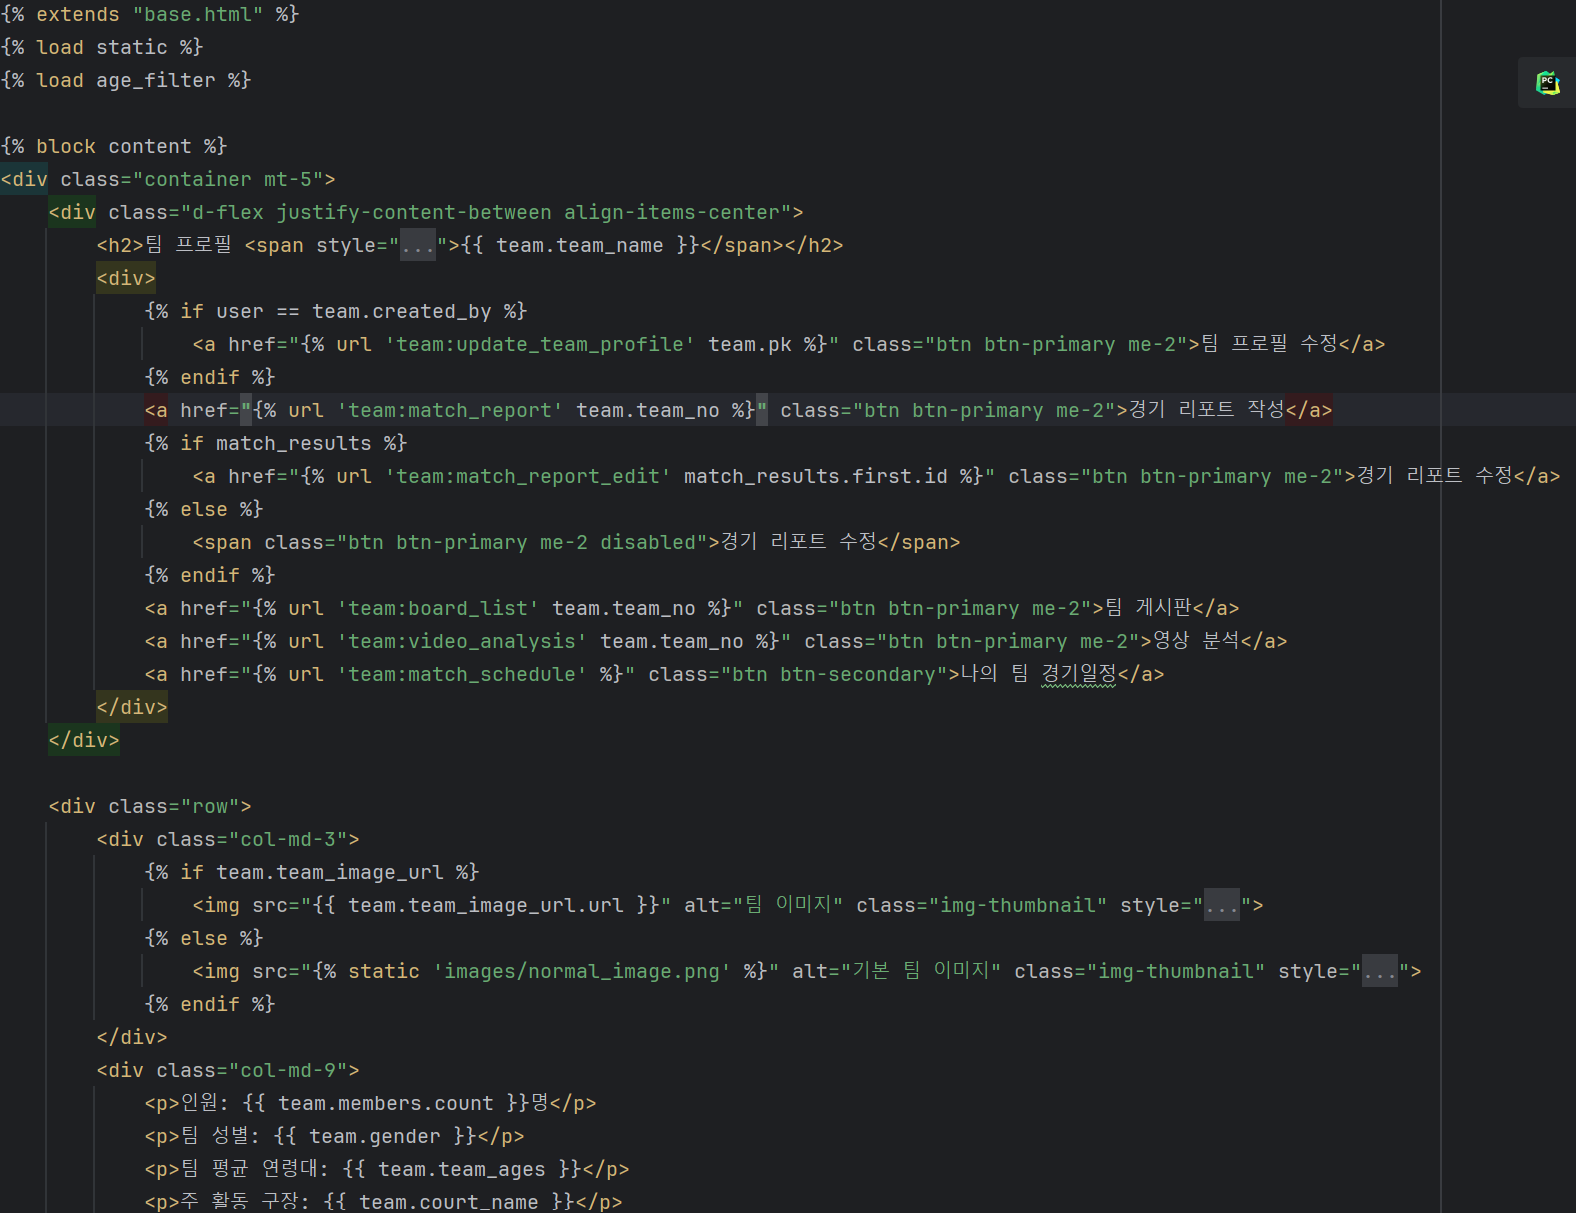 {% extends "base.html" %}
{% load static %}
{% load age_filter %}
PC
{% block content %}
<div class="container mt-5">
<div class="d-flex justify-content-between align-items-center">
<h2>팀 프로필 <span style="...">{{ team.team_name }}</span></h2>
<div>
{% if user == team.created_by %}
<a href="{% url 'team:update_team_profile' team.pk %}" class="btn btn-primary me-2">팀 프로필 수정</a>
{% endif %}
<a href="{% url 'team:match_report' team.team_no %}" class="btn btn-primary me-2">경기 리포트 작성</a>
{% if match_results %}
<a href="{% url 'team:match_report_edit' match_results.first.id %}" class="btn btn-primary me-2">경기 리포트 수정</a>
{% else %}
<span class="btn btn-primary me-2 disabled">경기 리포트 수정</span>
{% endif %}
<a href="{% url 'team:board_list' team.team_no %}" class="btn btn-primary me-2">팀 게시판</a>
<a href="{% url 'team:video_analysis' team.team_no %}" class="btn btn-primary me-2">영상 분석</a>
<a href="{% url 'team:match_schedule' %}" class="btn btn-secondary">나의 팀 경기일정</a>
</div>
</div>
<div class="row">
<div class="col-md-3">
{% if team.team_image_url %}
<img src="{{ team.team_image_url.url }}" alt="팀 이미지" class="img-thumbnail" style="...">
{% else %}
<img src="{% static 'images/normal_image.png' %}" alt="기본 팀 이미지" class="img-thumbnail" style="...">
{% endif %}
</div>
<div class="col-md-9">
<p>인원: {{ team.members.count }}명</p>
<p>팀 성별: {{ team.gender }}</p>
<p>팀 평균 연령대: {{ team.team_ages }}</p>
<p>주 활동 구장: {{ team.court_name }}</p>